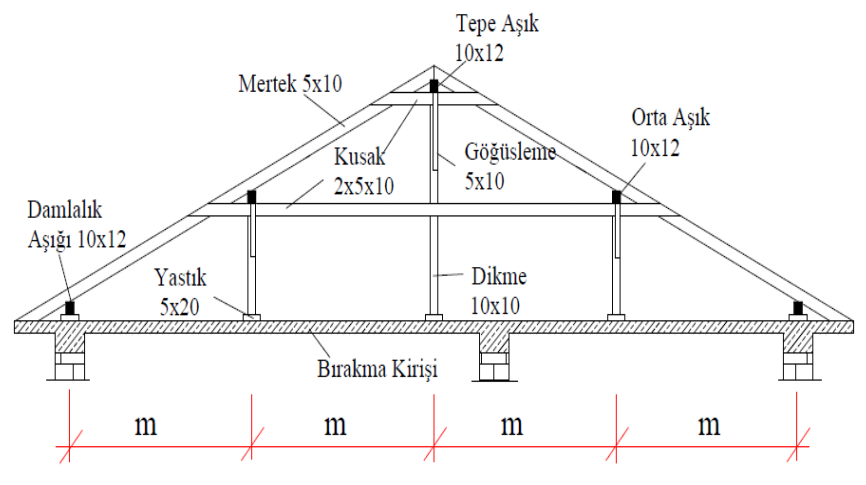 Tepe Aşık
10x12
Mertek 5x10
Orta Aşık
10x12
Kusak
2x5x10
Göğüsleme
5x10
Damlalık
Aşığı 10x12
Yastık
5x20
Dikme
10x10
Bırakma Kirişi
m m m m